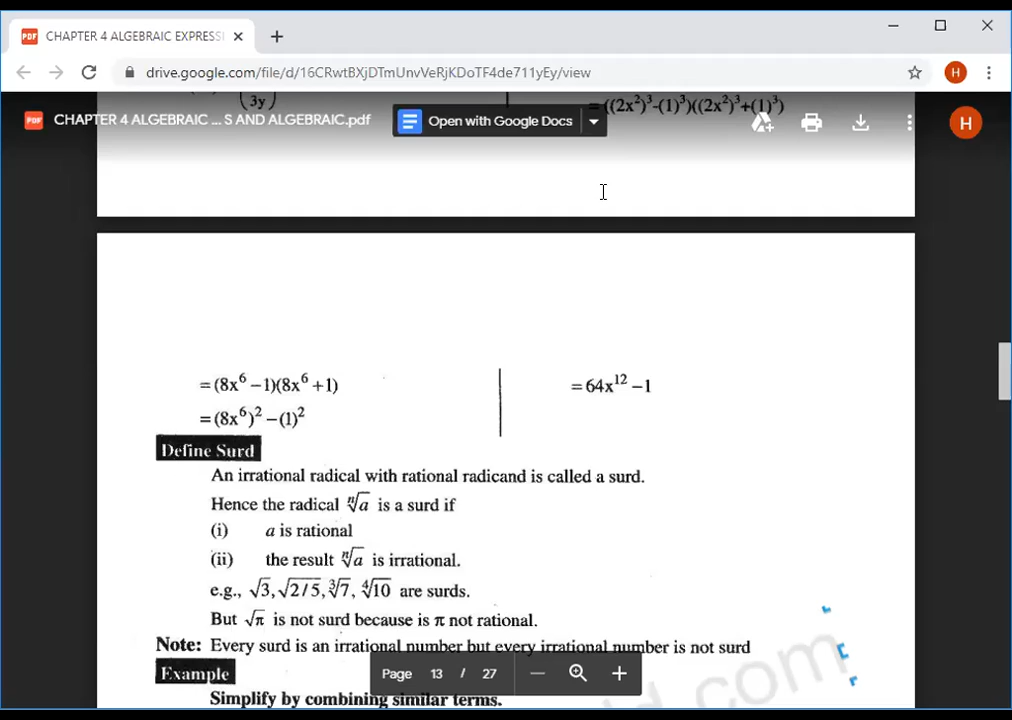 CHAPTER 4 ALGEBRAIC EXPRESS
drive.google.com/file/d/16CRwtBXjDTmUnvVeRjKDoTF4de711yEy/view
H
(3y)
= ((2x²)³-(1)³)((2x²)³+(1)³)
PDF CHAPTER 4 ALGEBRAIC ... S AND ALGEBRAIC.pdf
Open with Google Docs
H
= (8x⁶ – 1)(8x⁶ + 1)
= 64x¹² – 1
= (8x⁶)² – (1)²
Define Surd
An irrational radical with rational radicand is called a surd.
Hence the radical ⁿ√a is a surd if
(i) a is rational
(ii) the result ⁿ√a is irrational.
e.g., √3, √2/5, ³√7, ⁴√10 are surds.
But √π is not surd because is π not rational.
Note: Every surd is an irrational number but every irrational number is not surd
Page 13 / 27
Example
Simplify by combining similar terms.